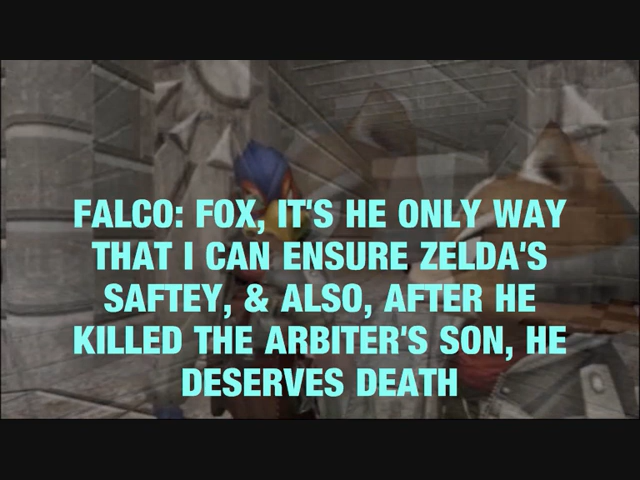 FALCO: FOX, IT'S HE ONLY WAY
THAT I CAN ENSURE ZELDA'S
SAFTEY, & ALSO, AFTER HE
KILLED THE ARBITER'S SON, HE
DESERVES DEATH